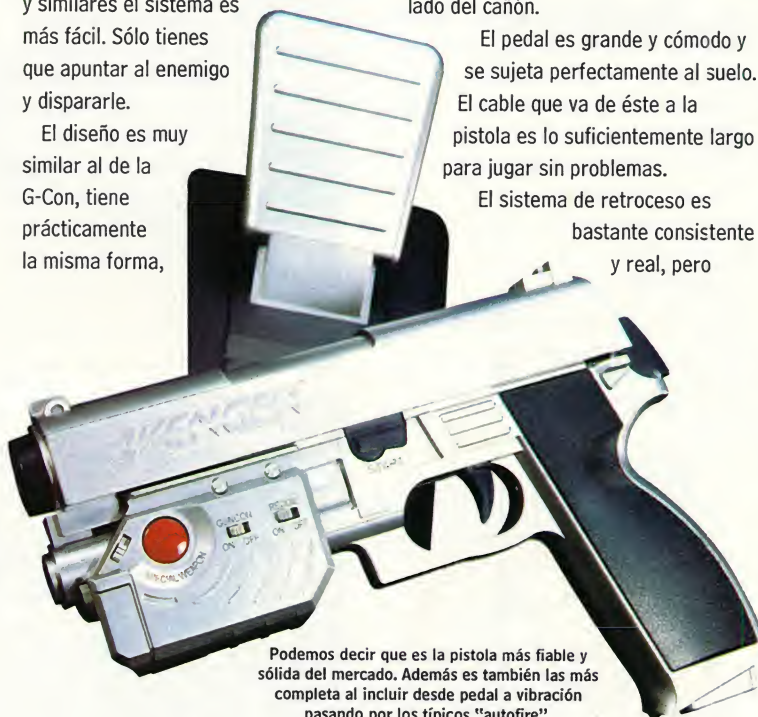 y similares el sistema es
más fácil. Sólo tienes
que apuntar al enemigo
y dispararle.
El diseño es muy
similar al de la
G-Con, tiene
prácticamente
la misma forma,
lado del cañón.
El pedal es grande y cómodo y
se sujeta perfectamente al suelo.
El cable que va de éste a la
pistola es lo suficientemente largo
para jugar sin problemas.
El sistema de retroceso es
bastante consistente
y real, pero
GUNCON
ON OFF
ON OFF
SPECIAL WEAPON
Podemos decir que es la pistola más fiable y
sólida del mercado. Además es también las más
completa al incluir desde pedal a vibración
pasando por los típicos "autofire"